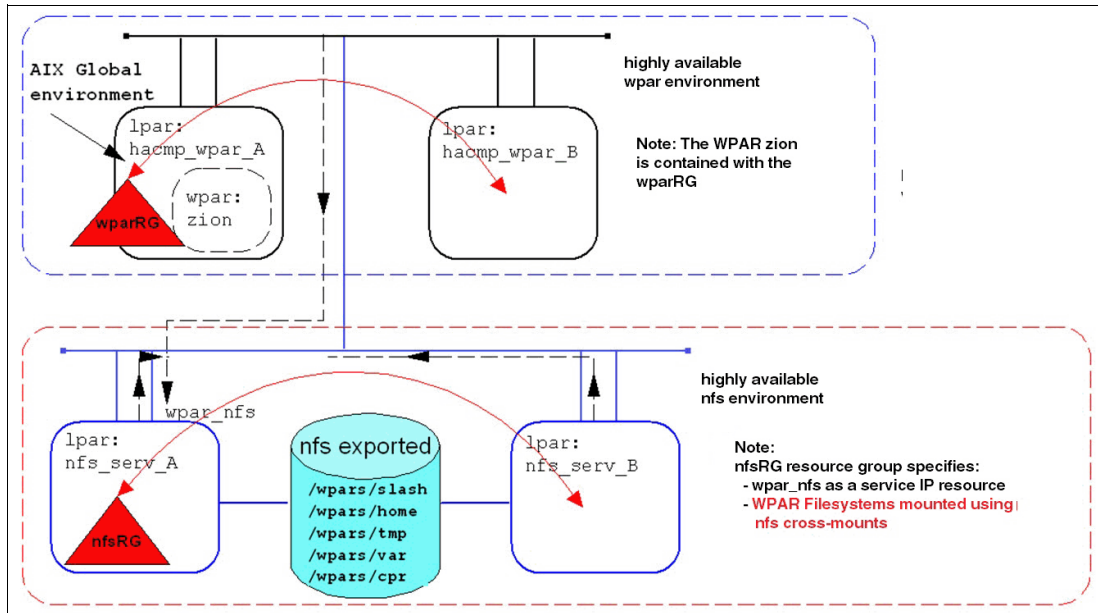 AIX Global
environment
highly available
wpar environment
lpar:
hacmp_wpar_A
lpar:
hacmp_wpar_B
Note: The WPAR zion
is contained with the
wparRG
wpar:
zion
wparRG
highly available
nfs environment
wpar_nfs
lpar:
nfs_serv_A
nfs exported
/wpars/slash
/wpars/home
/wpars/tmp
/wpars/var
/wpars/cpr
lpar:
nfs_serv_B
nfsRG
Note:
nfsRG resource group specifies:
- wpar_nfs as a service IP resource
- WPAR Filesystems mounted using
nfs cross-mounts